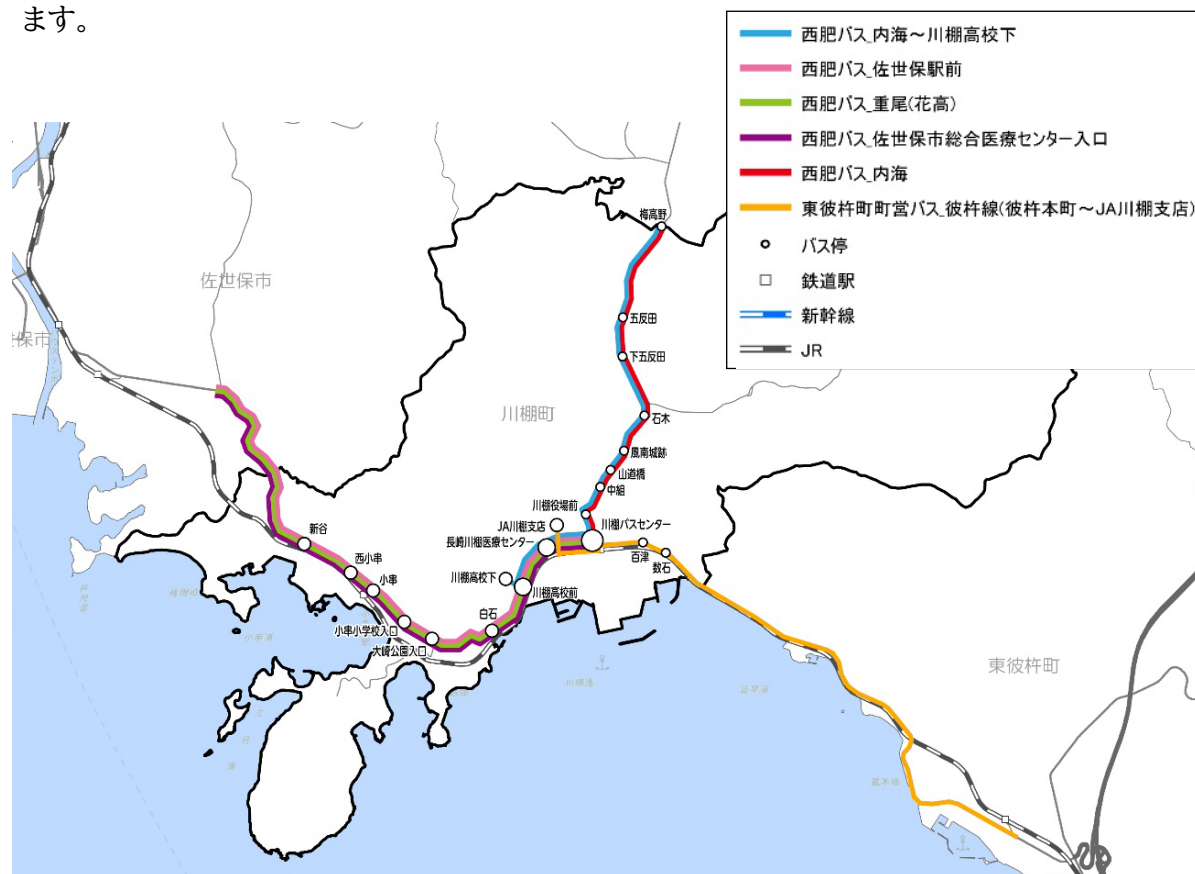 ます。
西肥バス_内海～川棚高校下
西肥バス_佐世保駅前
西肥バス_重尾(花高)
西肥バス_佐世保市総合医療センター入口
西肥バス_内海
東彼杵町町営バス_彼杵線(彼杵本町～JA川棚支店)
バス停
鉄道駅
新幹線
JR
梅高野
佐世保市
世保市
五反田
下五反田
川棚町
石木
風南城跡
山道橋
中組
川棚役場前
JA川棚支店
川棚バスセンター
長崎川棚医療センター
百津
数石
新谷
西小串
小串
川棚高校下
川棚高校前
白石
小串小学校入口
大崎公園入口
東彼杵町
川棚港
音琴港